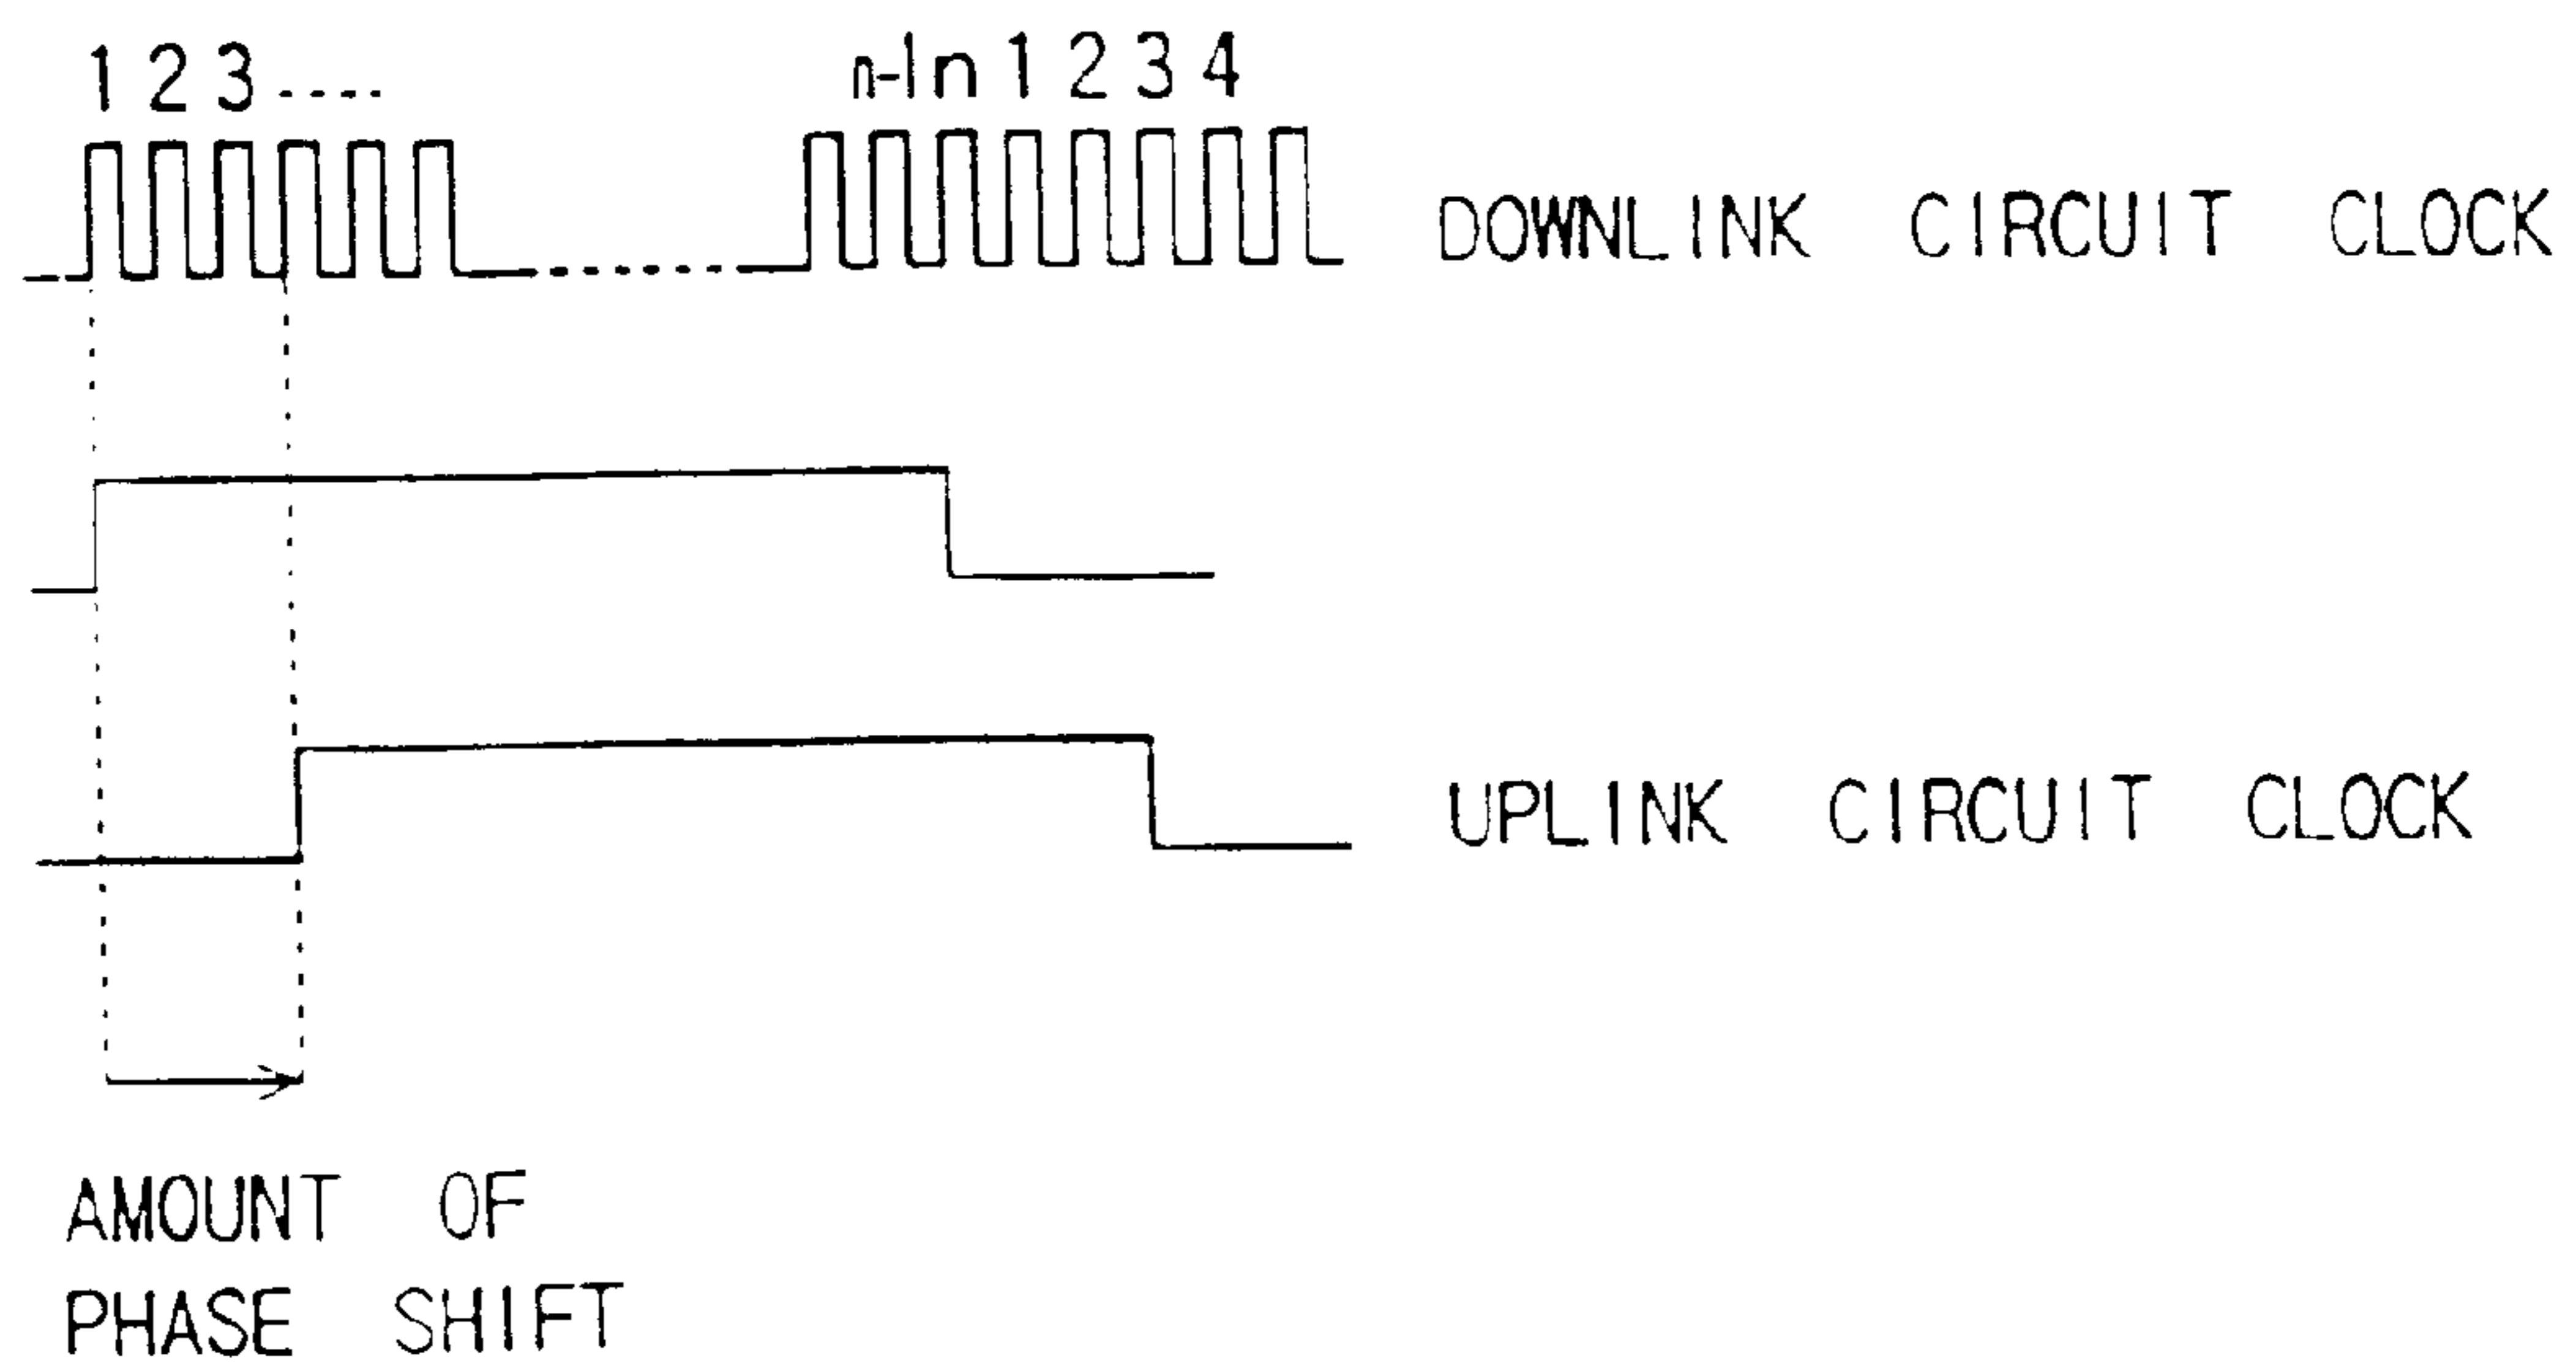 1 2 3 ---- n-1 n 1 2 3 4
DOWNLINK CIRCUIT CLOCK
UPLINK CIRCUIT CLOCK
AMOUNT OF
PHASE SHIFT